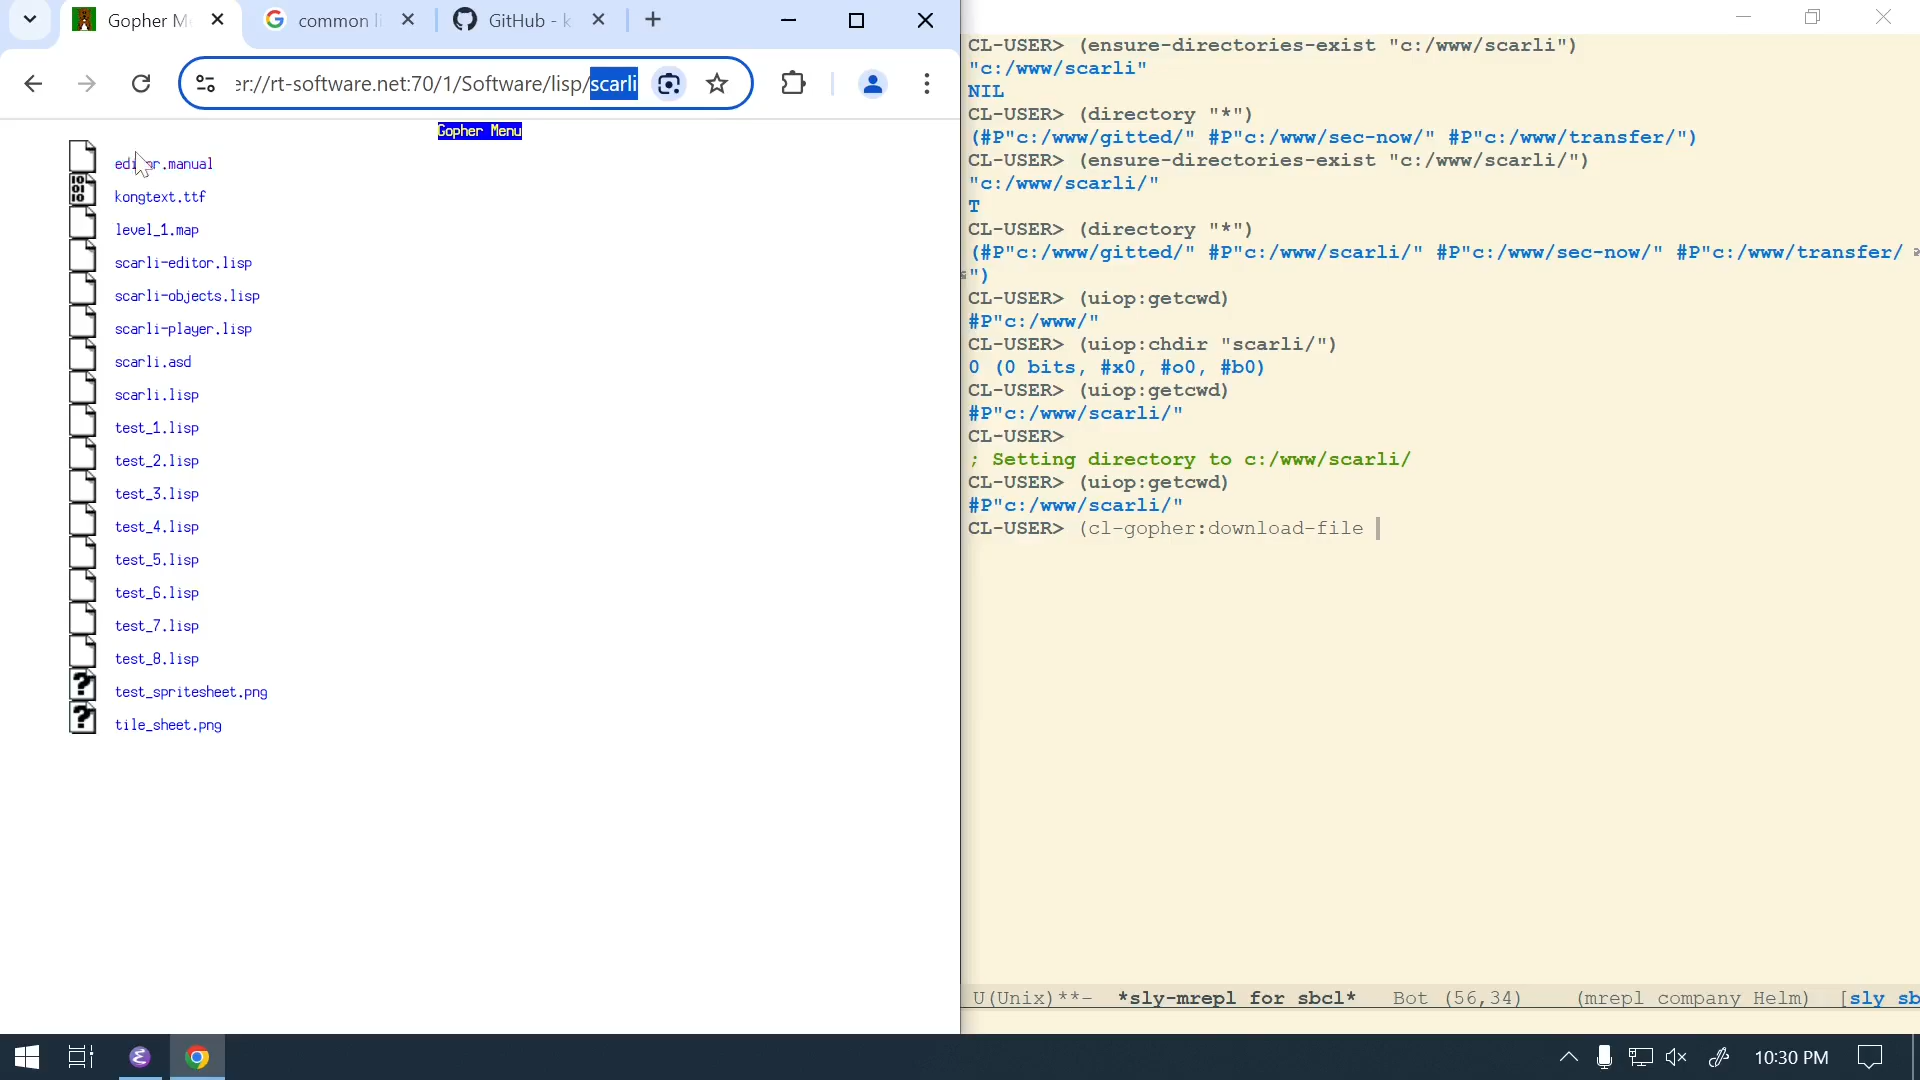 Gopher M
common li
GitHub - k
er://rt-software.net:70/1/Software/lisp/scarli
Gopher Menu
editor.manual
kongtext.ttf
level_1.map
scarli-editor.lisp
scarli-objects.lisp
scarli-player.lisp
scarli.asd
scarli.lisp
test_1.lisp
test_2.lisp
test_3.lisp
test_4.lisp
test_5.lisp
test_6.lisp
test_7.lisp
test_8.lisp
test_spritesheet.png
tile_sheet.png
CL-USER> (ensure-directories-exist "c:/www/scarli")
"c:/www/scarli"
NIL
CL-USER> (directory "*")
(#P"c:/www/gitted/" #P"c:/www/sec-now/" #P"c:/www/transfer/")
CL-USER> (ensure-directories-exist "c:/www/scarli/")
"c:/www/scarli/"
T
CL-USER> (directory "*")
(#P"c:/www/gitted/" #P"c:/www/scarli/" #P"c:/www/sec-now/" #P"c:/www/transfer/
")
CL-USER> (uiop:getcwd)
#P"c:/www/"
CL-USER> (uiop:chdir "scarli/")
0 (0 bits, #x0, #o0, #b0)
CL-USER> (uiop:getcwd)
#P"c:/www/scarli/"
CL-USER>
; Setting directory to c:/www/scarli/
CL-USER> (uiop:getcwd)
#P"c:/www/scarli/"
CL-USER> (cl-gopher:download-file
U(Unix)**- *sly-mrepl for sbcl* Bot (56,34) (mrepl company Helm) [sly sb
10:30 PM